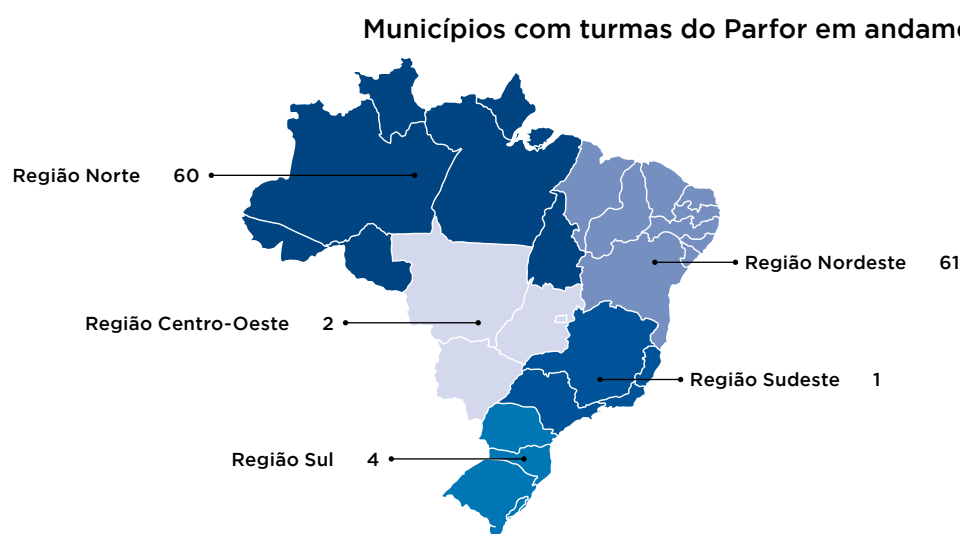 Municípios com turmas do Parfor em
Região Norte 60
Região Nordeste 61
Região Centro-Oeste 2
Região Sudeste 1
Região Sul 4